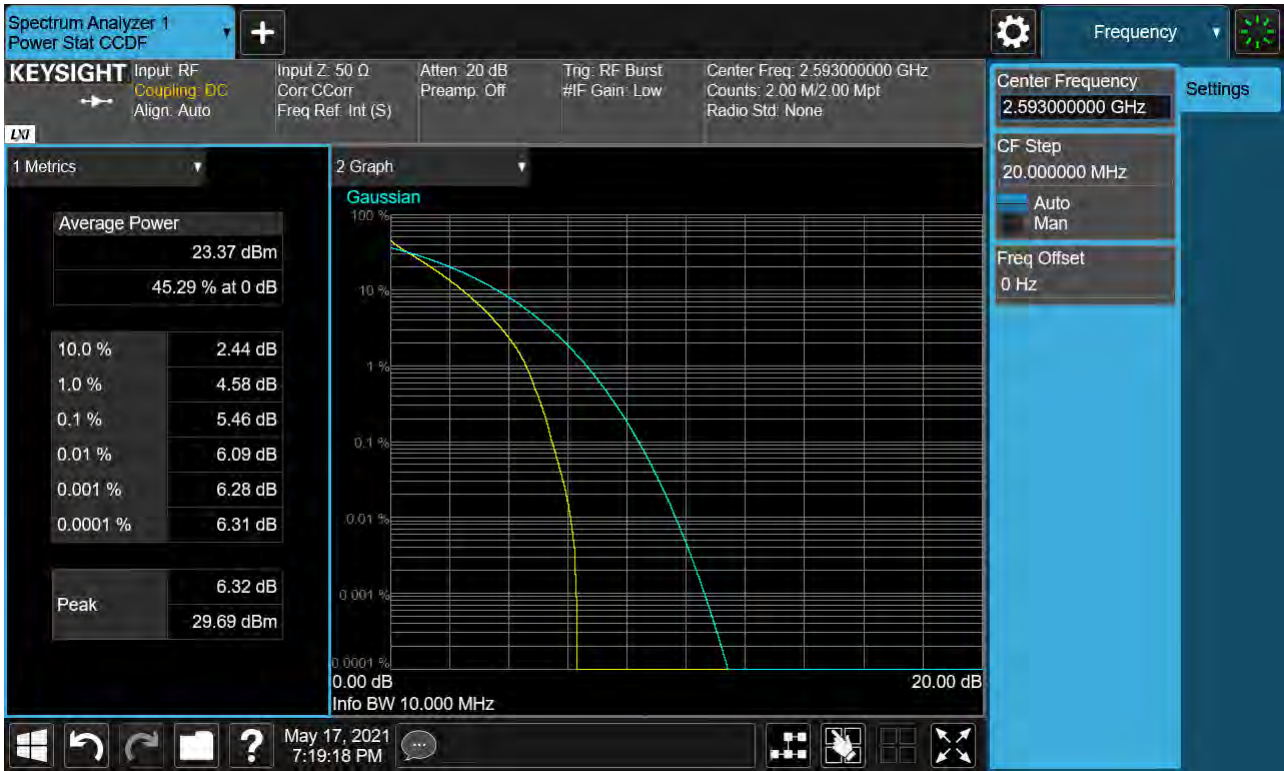 Spectrum Analyzer 1
Power Stat CCDF
+
Frequency
KEYSIGHT
LXI
Input: RF
Coupling: DC
Align: Auto
Input Z: 50 Ω
Corr CCorr
Freq Ref: Int (S)
Atten: 20 dB
Preamp: Off
Trig: RF Burst
#IF Gain: Low
Center Freq: 2.593000000 GHz
Counts: 2.00 M/2.00 Mpt
Radio Std: None
Center Frequency
2.593000000 GHz
Settings
CF Step
20.000000 MHz
Auto
Man
Freq Offset
0 Hz
1 Metrics
Average Power
23.37 dBm
45.29 % at 0 dB
10.0 % 2.44 dB
1.0 % 4.58 dB
0.1 % 5.46 dB
0.01 % 6.09 dB
0.001 % 6.28 dB
0.0001 % 6.31 dB
Peak
6.32 dB
29.69 dBm
2 Graph
Gaussian
100 %
10 %
1 %
0.1 %
0.01 %
0.001 %
0.0001 %
0.00 dB 20.00 dB
Info BW 10.000 MHz
?
May 17, 2021
7:19:18 PM